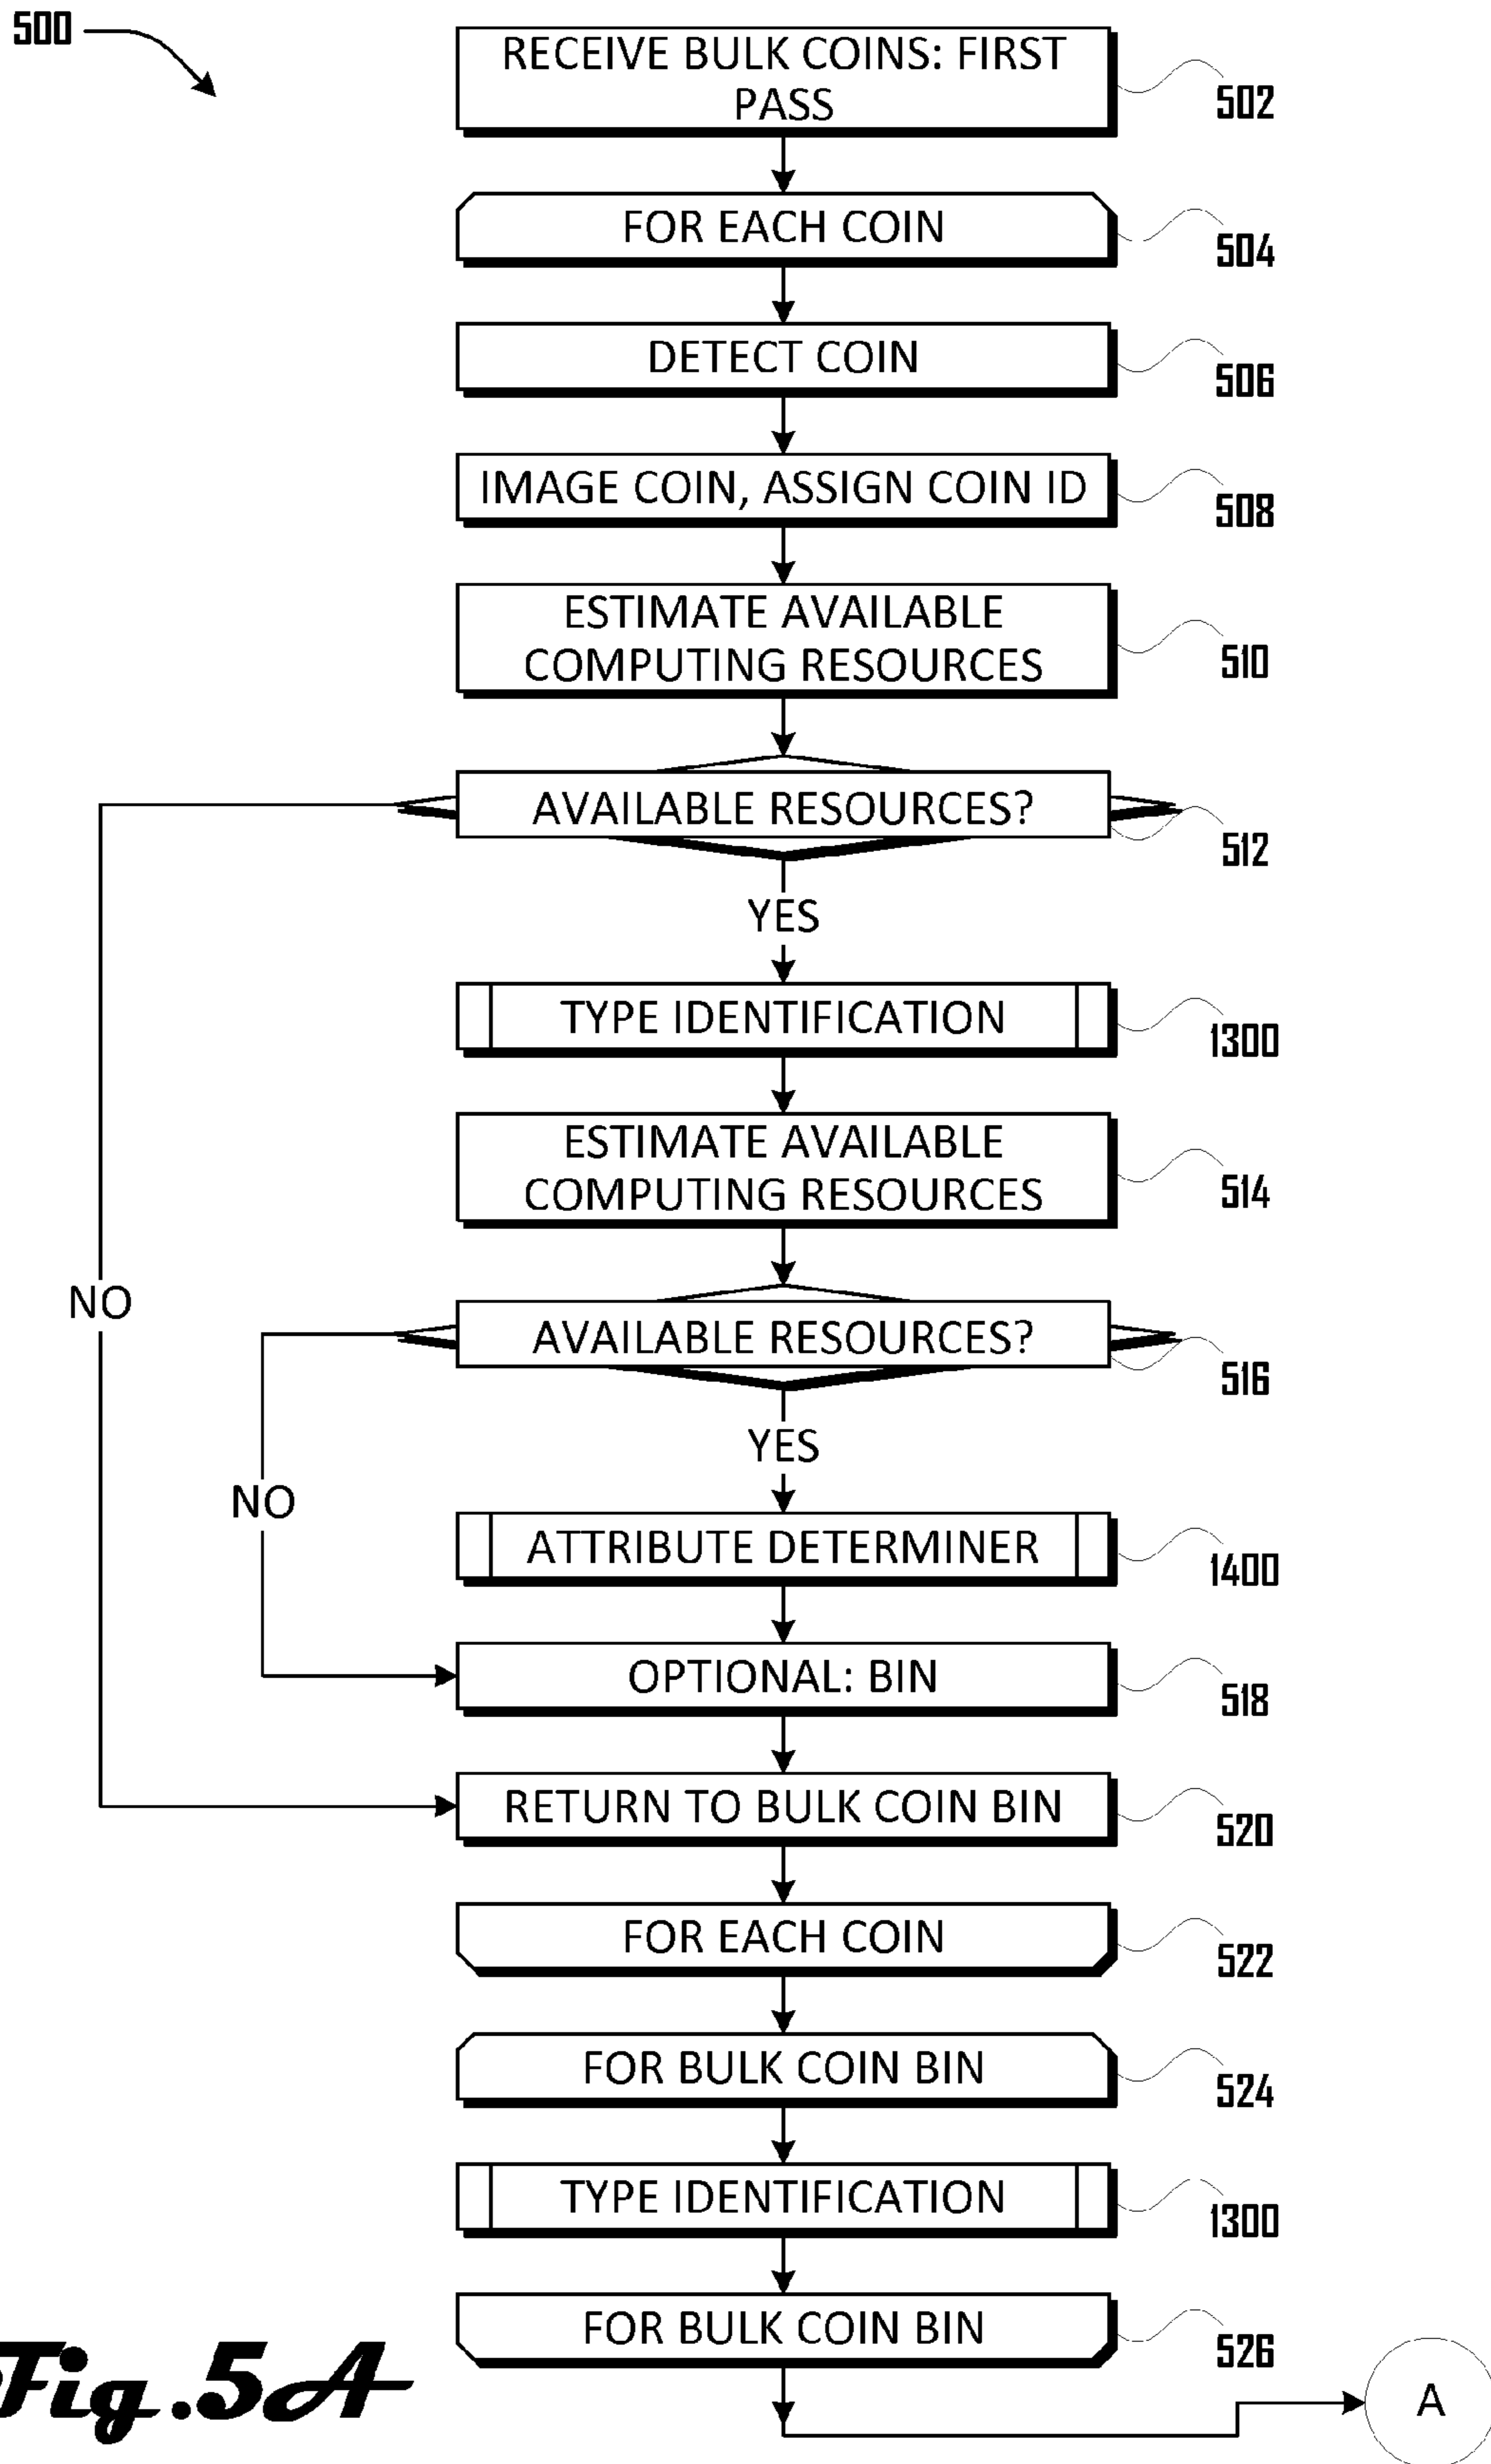 500
RECEIVE BULK COINS: FIRST
PASS
502
FOR EACH COIN
504
DETECT COIN
506
IMAGE COIN, ASSIGN COIN ID
508
ESTIMATE AVAILABLE
COMPUTING RESOURCES
510
AVAILABLE RESOURCES?
512
YES
TYPE IDENTIFICATION
1300
ESTIMATE AVAILABLE
COMPUTING RESOURCES
514
NO
AVAILABLE RESOURCES?
516
YES
NO
ATTRIBUTE DETERMINER
1400
OPTIONAL: BIN
518
RETURN TO BULK COIN BIN
520
FOR EACH COIN
522
FOR BULK COIN BIN
524
TYPE IDENTIFICATION
1300
FOR BULK COIN BIN
526
Fig.5A
A